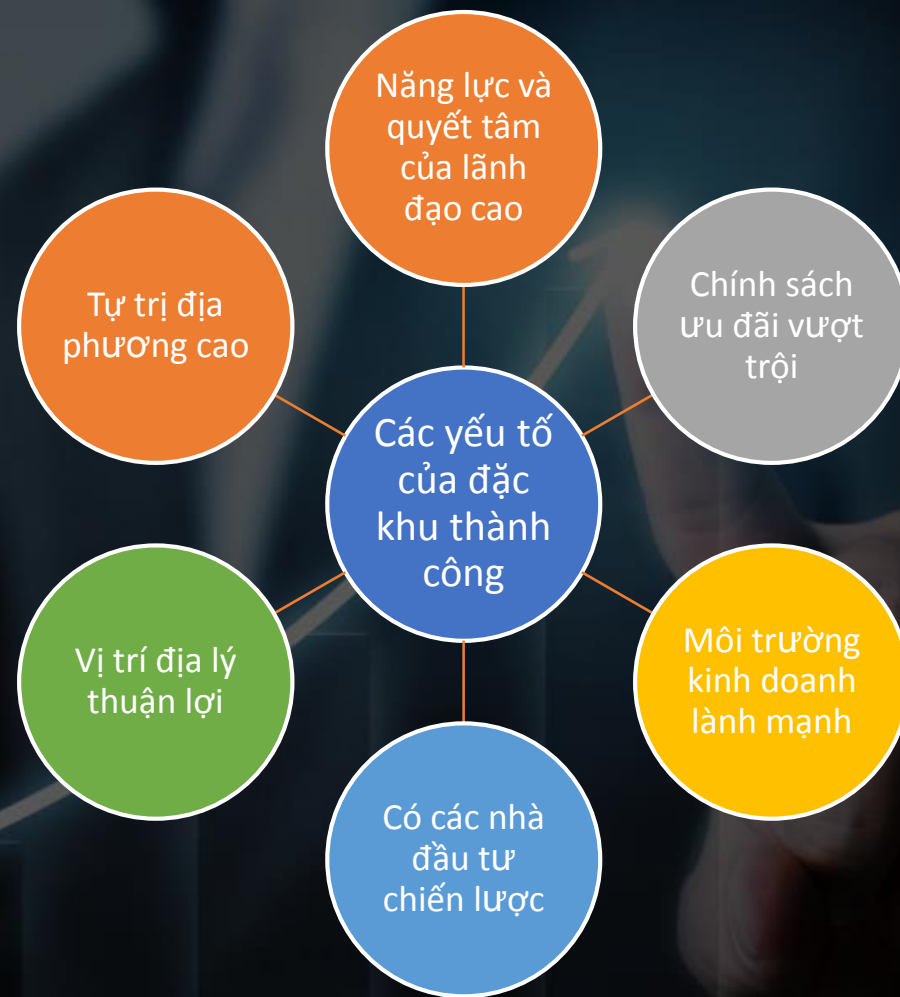 Năng lực và
quyết tâm
của lãnh
đạo cao
Chính sách
ưu đãi vượt
trội
Môi trường
kinh doanh
lành mạnh
Có các nhà
đầu tư
chiến lược
Vị trí địa lý
thuận lợi
Tự trị địa
phương cao
Các yếu tố
của đặc
khu thành
công